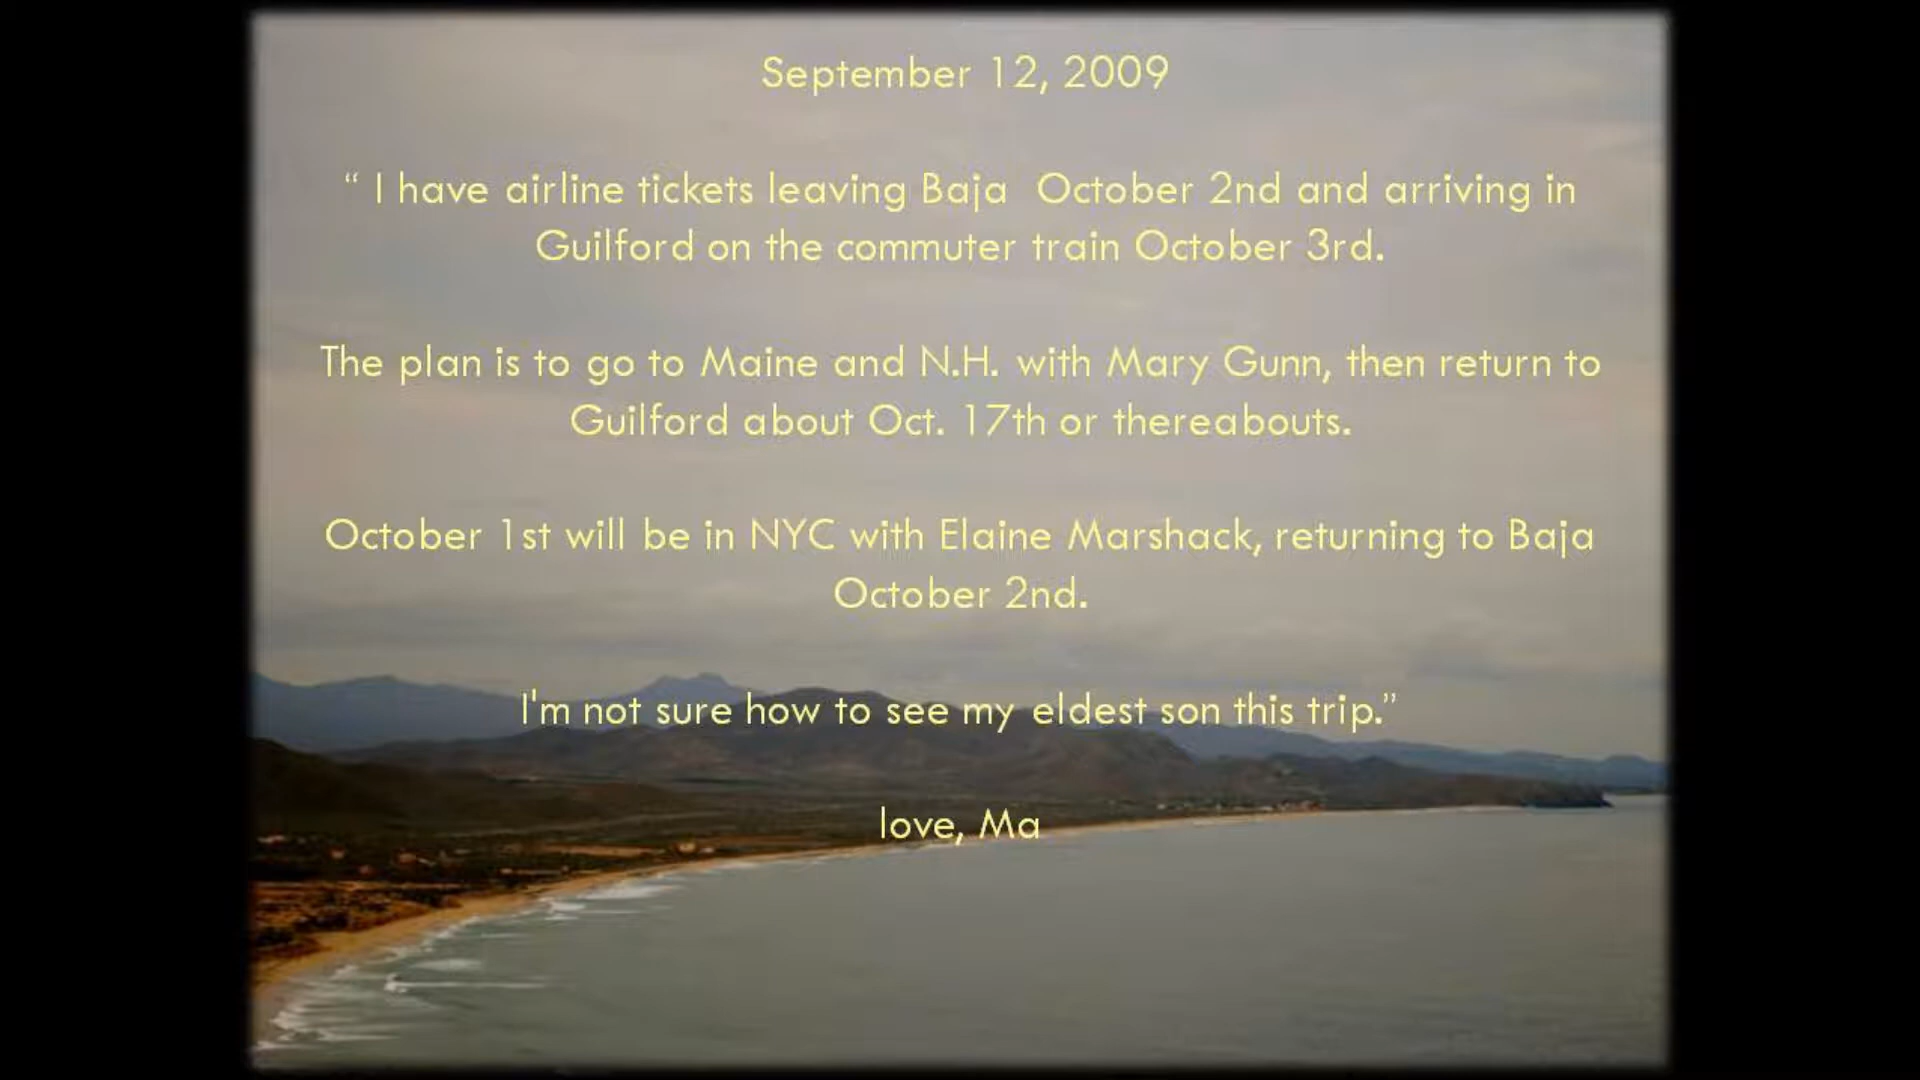 September 12, 2009
“ I have airline tickets leaving Baja  October 2nd and arriving in
Guilford on the commuter train October 3rd.
The plan is to go to Maine and N.H. with Mary Gunn, then return to
Guilford about Oct. 17th or thereabouts.
October 1st will be in NYC with Elaine Marshack, returning to Baja
October 2nd.
I'm not sure how to see my eldest son this trip.”
love, Ma